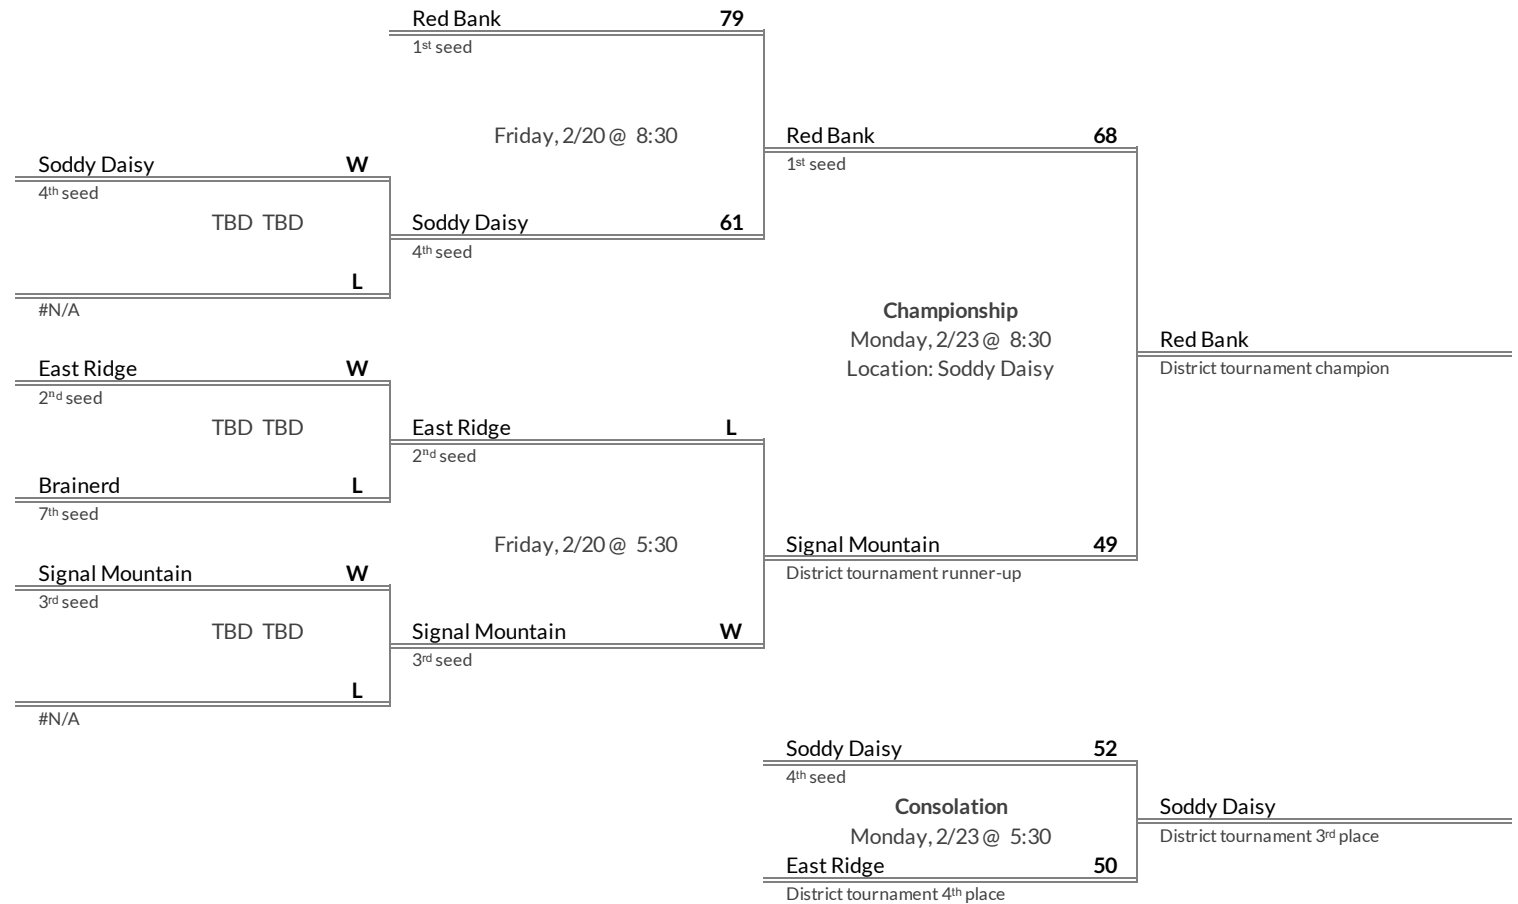 Red Bank 79
1st seed
Friday, 2/20 @ 8:30
Red Bank 68
1st seed
Soddy Daisy W
4th seed
TBD TBD
Soddy Daisy 61
4th seed
L
#N/A
Championship
Monday, 2/23 @ 8:30
Location: Soddy Daisy
Red Bank
District tournament champion
East Ridge W
2nd seed
TBD TBD
East Ridge L
2nd seed
Brainerd L
7th seed
Friday, 2/20 @ 5:30
Signal Mountain 49
District tournament runner-up
Signal Mountain W
3rd seed
TBD TBD
Signal Mountain W
3rd seed
L
#N/A
Soddy Daisy 52
4th seed
Consolation
Monday, 2/23 @ 5:30
Soddy Daisy
District tournament 3rd place
East Ridge 50
District tournament 4th place